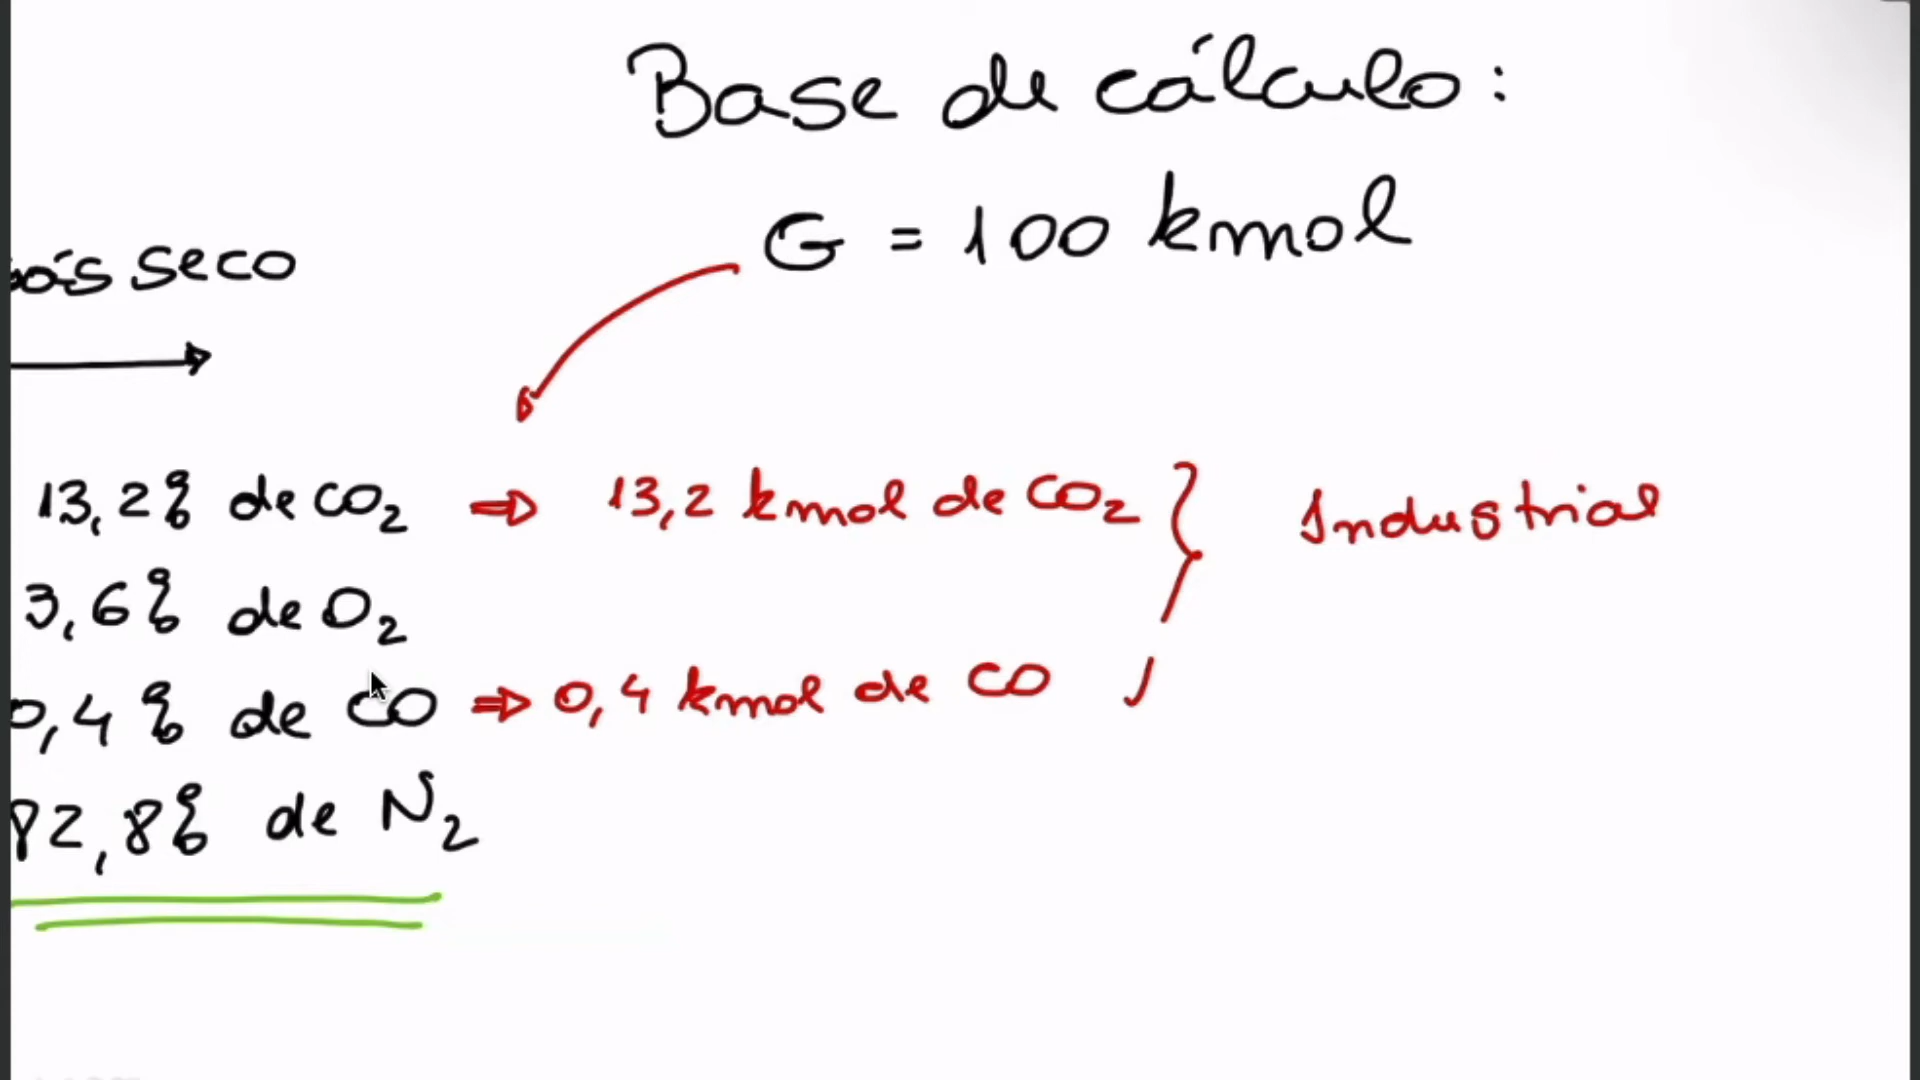 Base de cálculo:
G = 100 kmol
gás seco
13,2% de CO2 ⇒ 13,2 kmol de CO2 } Industrial
3,6% de O2
0,4% de CO ⇒ 0,4 kmol de CO
82,8% de N2